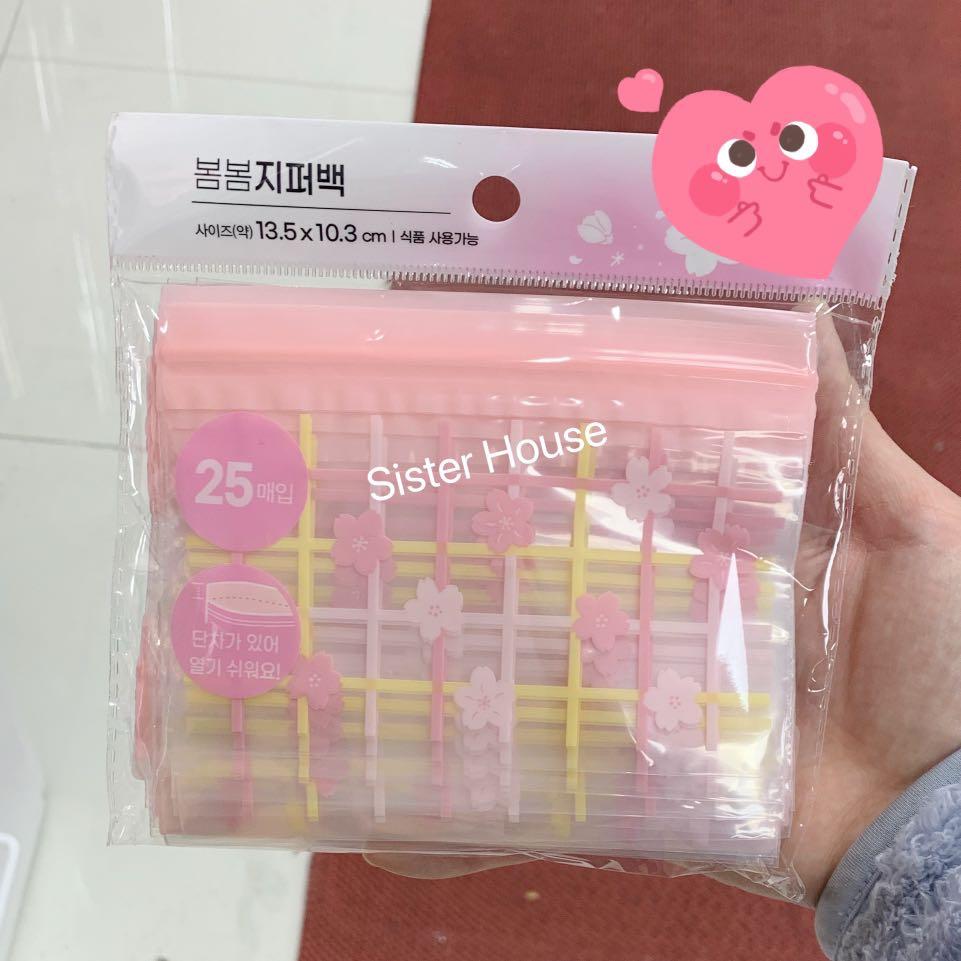 봄봄지퍼백
사이즈(약) 13.5 x 10.3 cm | 식품 사용가능
Sister House
25매입
단차가 있어
열기 쉬워요!